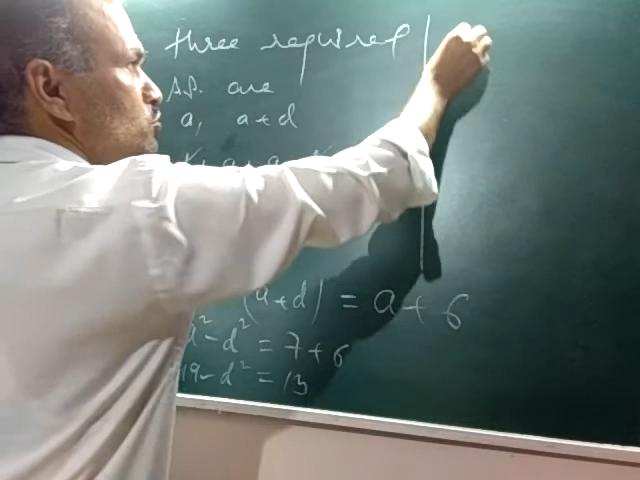 three required
A.P. are
a, a+d
(a+d) = a+6
a²-d² = 7+6
49-d² = 13